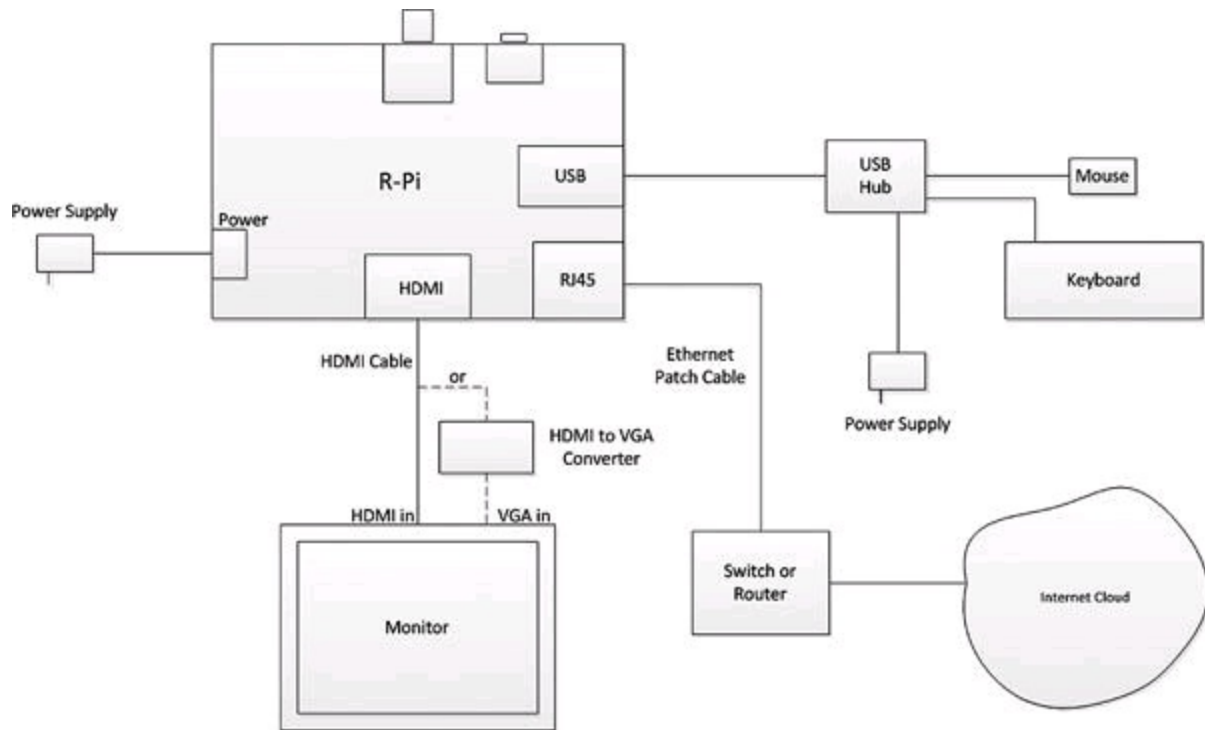 R-Pi
USB
USB
Hub
Mouse
Power Supply
Power
HDMI
RJ45
Keyboard
HDMI Cable
or
Ethernet
Patch Cable
Power Supply
HDMI to VGA
Converter
HDMI in
VGA in
Switch or
Router
Internet Cloud
Monitor